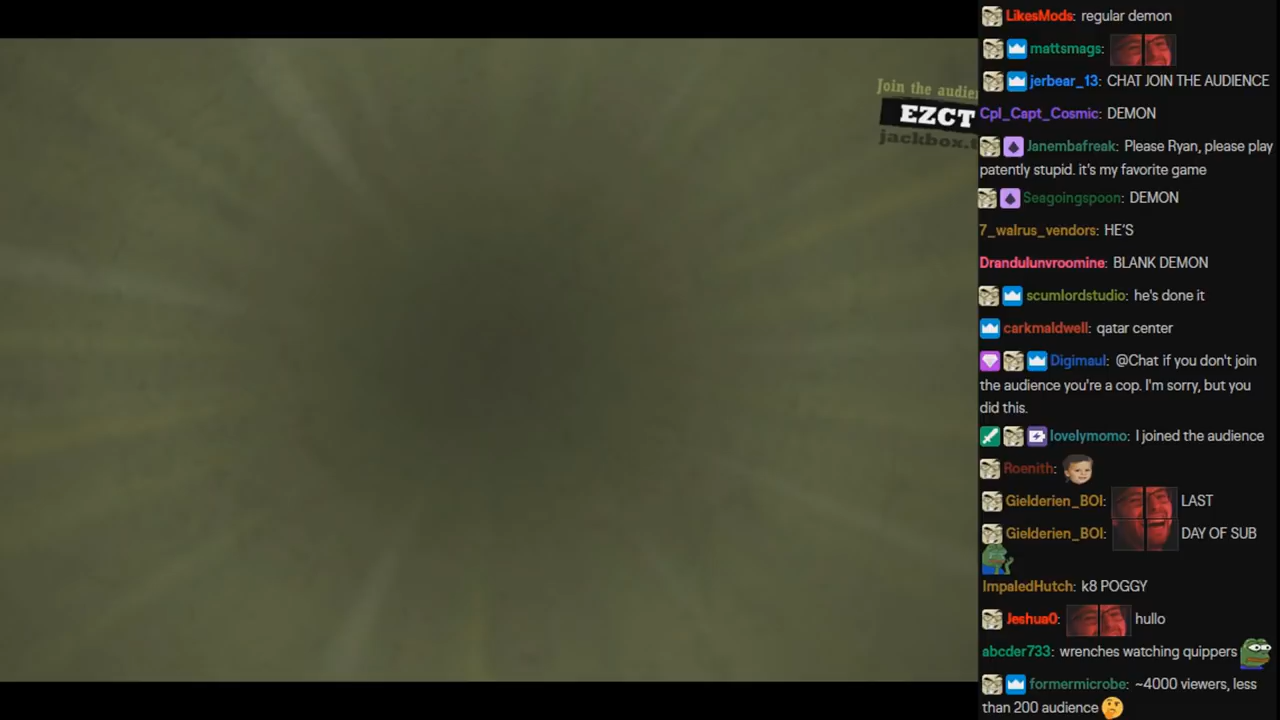 Join the audien
EZCT
jackbox.t
LikesMods: regular demon
mattsmags:
jerbear_13: CHAT JOIN THE AUDIENCE
Cpl_Capt_Cosmic: DEMON
Janembafreak: Please Ryan, please play
patently stupid. it's my favorite game
Seagoingspoon: DEMON
7_walrus_vendors: HE'S
Drandulunvroomine: BLANK DEMON
scumlordstudio: he's done it
carkmaldwell: qatar center
Digimaul: @Chat if you don't join
the audience you're a cop. I'm sorry, but you
did this.
lovelymomo: I joined the audience
Roenith:
Gielderien_BOI: LAST
Gielderien_BOI: DAY OF SUB
ImpaledHutch: k8 POGGY
Jeshua0: hullo
abcder733: wrenches watching quippers
formermicrobe: ~4000 viewers, less
than 200 audience